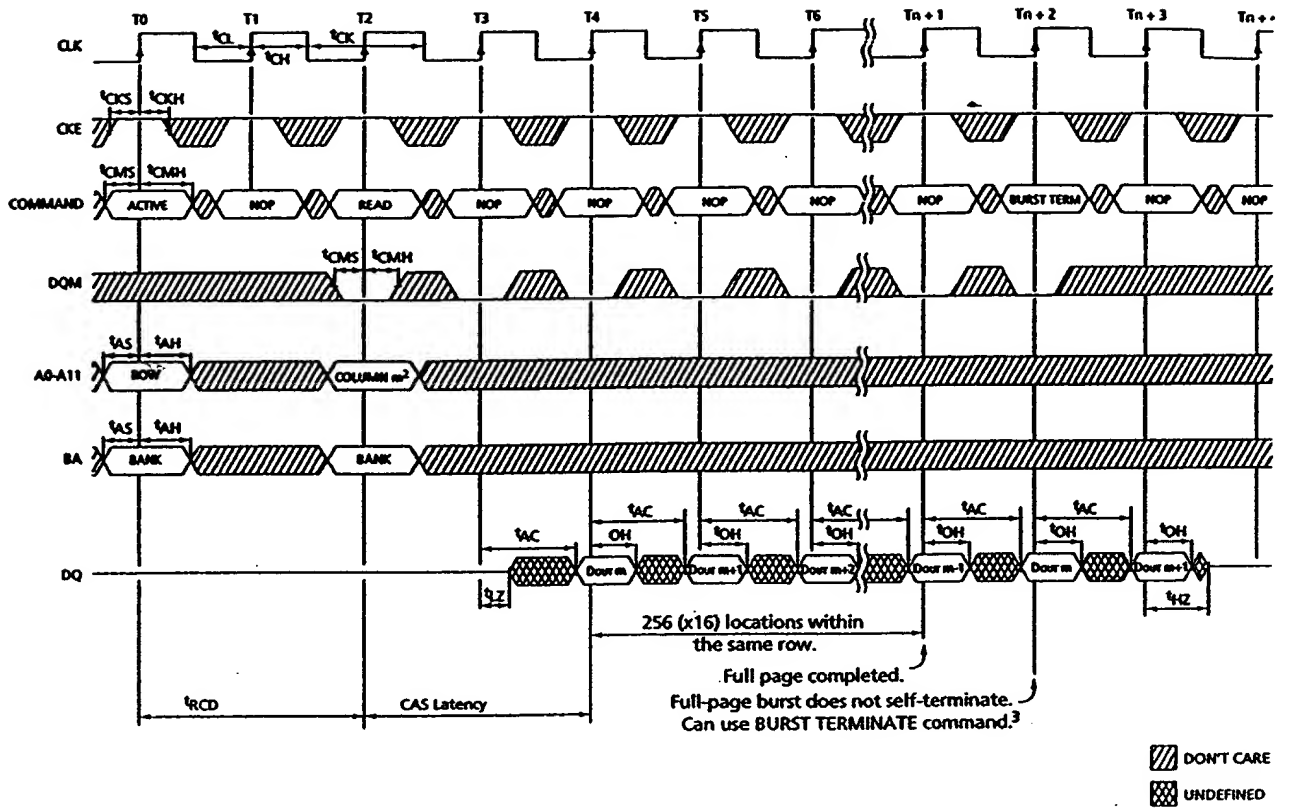 T0 T1 T2 T3 T4 T5 T6 Tn + 1 Tn + 2 Tn + 3 Tn +
CLK
tCL tCH tCK
tCKS tCKH
CKE
tCMS tCMH
COMMAND ACTIVE NOP READ NOP NOP NOP NOP NOP BURST TERM NOP NOP
tCMS tCMH
DQM
tAS tAH
A0-A11 ROW COLUMN m2
tAS tAH
BA BANK BANK
tAC tAC tAC tAC tAC tAC
OH tOH tOH tOH tOH tOH
DQ DOUT m DOUT m+1 DOUT m+2 DOUT m-1 DOUT m DOUT m+1
tLZ tHZ
256 (x16) locations within
the same row.
Full page completed.
Full-page burst does not self-terminate.
Can use BURST TERMINATE command.3
tRCD CAS Latency
DON'T CARE
UNDEFINED